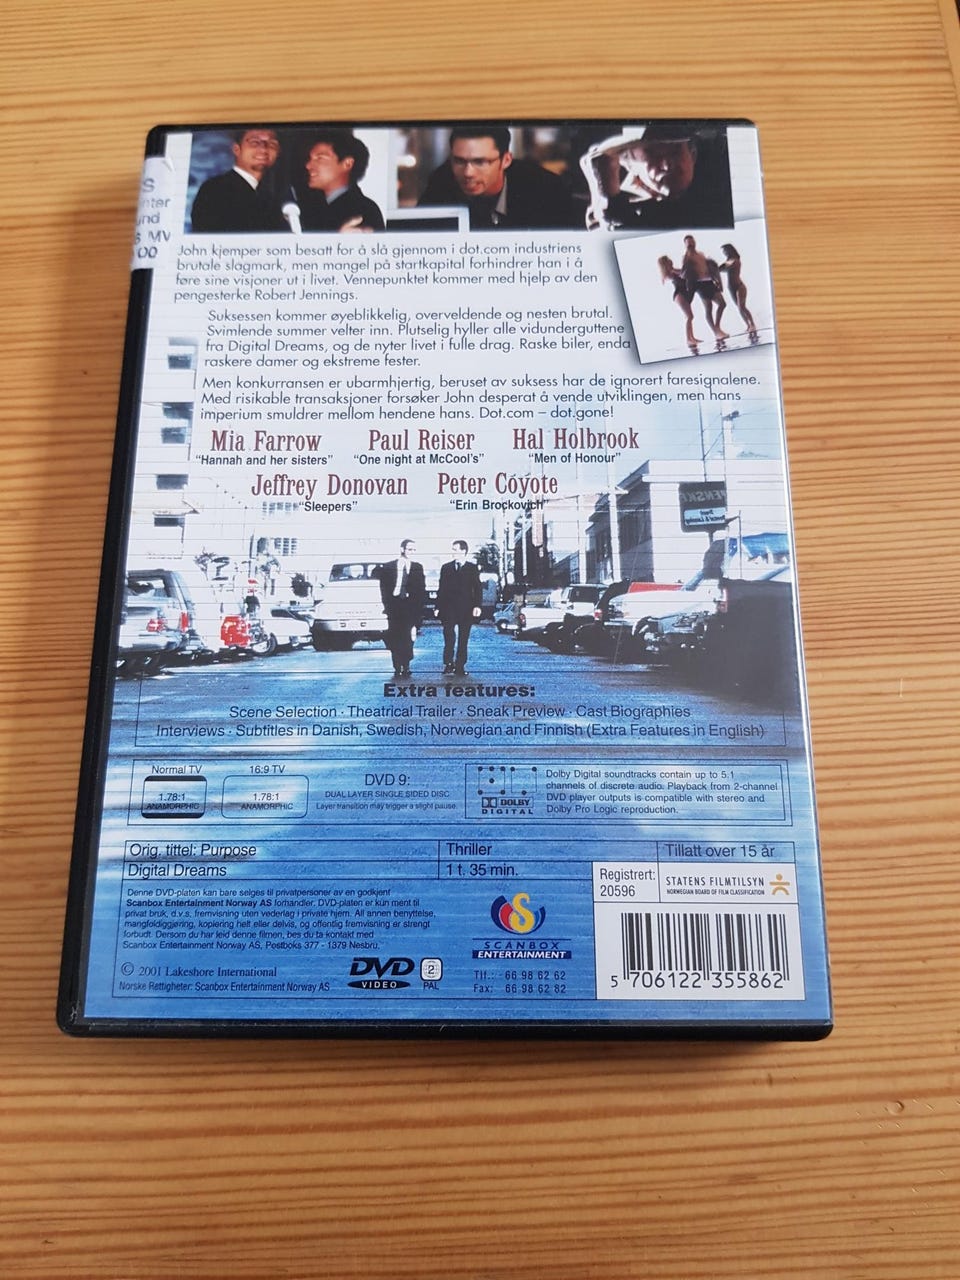 S
nter
und
MV
00
John kjemper som besatt for å slå gjennom i dot.com industriens
brutale slagmark, men mangel på startkapital forhindrer han i å
føre sine visjoner ut i livet. Vennepunktet kommer med hjelp av den
pengesterke Robert Jennings.
Suksessen kommer øyeblikkelig, overveldende og nesten brutal.
Svimlende summer velter inn. Plutselig hyller alle vidunderguttene
fra Digital Dreams, og de nyter livet i fulle drag. Raske biler, enda
raskere damer og ekstreme fester.
Men konkurransen er ubarmhjertig, beruset av suksess har de ignorert faresignalene.
Med risikable transaksjoner forsøker John desperat å vende utviklingen, men hans
imperium smuldrer mellom hendene hans. Dot.com – dot.gone!
Mia Farrow Paul Reiser Hal Holbrook
"Hannah and her sisters" "One night at McCool's" "Men of Honour"
Jeffrey Donovan Peter Coyote
"Sleepers" "Erin Brockovich"
PENSKE
Extra features:
Scene Selection · Theatrical Trailer · Sneak Preview · Cast Biographies
Interviews · Subtitles in Danish, Swedish, Norwegian and Finnish (Extra Features in English)
Normal TV 16:9 TV
1.78:1 1.78:1
ANAMORPHIC ANAMORPHIC
DVD 9:
DUAL LAYER SINGLE SIDED DISC
Layer transition may trigger a slight pause.
DOLBY
DIGITAL
Dolby Digital soundtracks contain up to 5.1
channels of discrete audio. Playback from 2-channel
DVD player outputs is compatible with stereo and
Dolby Pro Logic reproduction.
Orig. tittel: Purpose Thriller Tillatt over 15 år
Digital Dreams 1 t. 35 min.
Registrert:
20596
STATENS FILMTILSYN
NORWEGIAN BOARD OF FILM CLASSIFICATION
Denne DVD-platen kan bare selges til privatpersoner av en godkjent
Scanbox Entertainment Norway AS forhandler. DVD-platen er kun ment til
privat bruk, d.v.s. fremvisning uten vederlag i private hjem. All annen benyttelse,
mangfoldiggjøring, kopiering helt eller delvis, og offentlig fremvisning er strengt
forbudt. Dersom du har leid denne filmen, bes du ta kontakt med
Scanbox Entertainment Norway AS, Postboks 377 - 1379 Nesbru.
© 2001 Lakeshore International
Norske Rettigheter: Scanbox Entertainment Norway AS
DVD
VIDEO
2
PAL
S
SCANBOX
ENTERTAINMENT
Tlf.: 66 98 62 62
Fax: 66 98 62 82
5 706122 355862